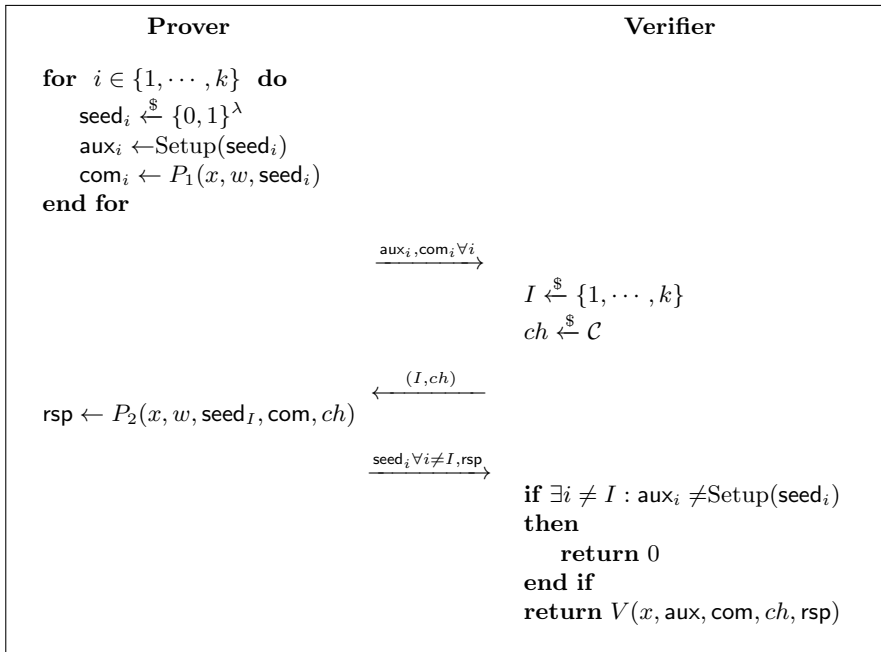 Prover
Verifier
for i ∈ {1, · · · , k} do
seed_i ←$ {0, 1}^λ
aux_i ←Setup(seed_i)
com_i ← P_1(x, w, seed_i)
end for
aux_i,com_i∀i
I ←$ {1, · · · , k}
ch ←$ C
(I,ch)
rsp ← P_2(x, w, seed_I, com, ch)
seed_i∀i≠I,rsp
if ∃i ≠ I : aux_i ≠Setup(seed_i)
then
return 0
end if
return V(x, aux, com, ch, rsp)